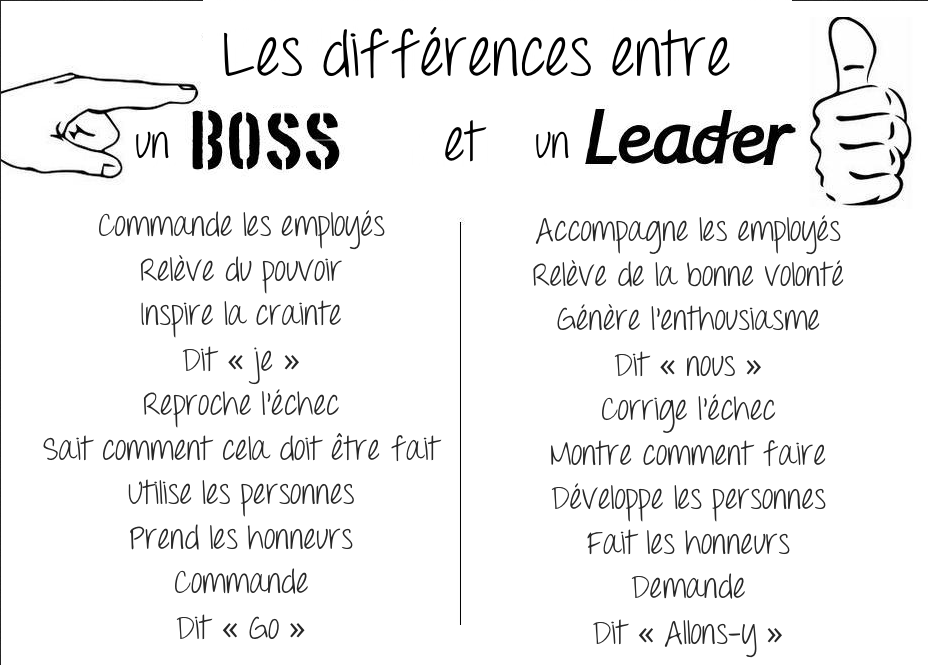 Les différences entre
un BOSS et un Leader
Commande les employés
Relève du pouvoir
Inspire la crainte
Dit « je »
Reproche l'échec
Sait comment cela doit être fait
Utilise les personnes
Prend les honneurs
Commande
Dit « Go »
Accompagne les employés
Relève de la bonne volonté
Génère l'enthousiasme
Dit « nous »
Corrige l'échec
Montre comment faire
Développe les personnes
Fait les honneurs
Demande
Dit « Allons-y »